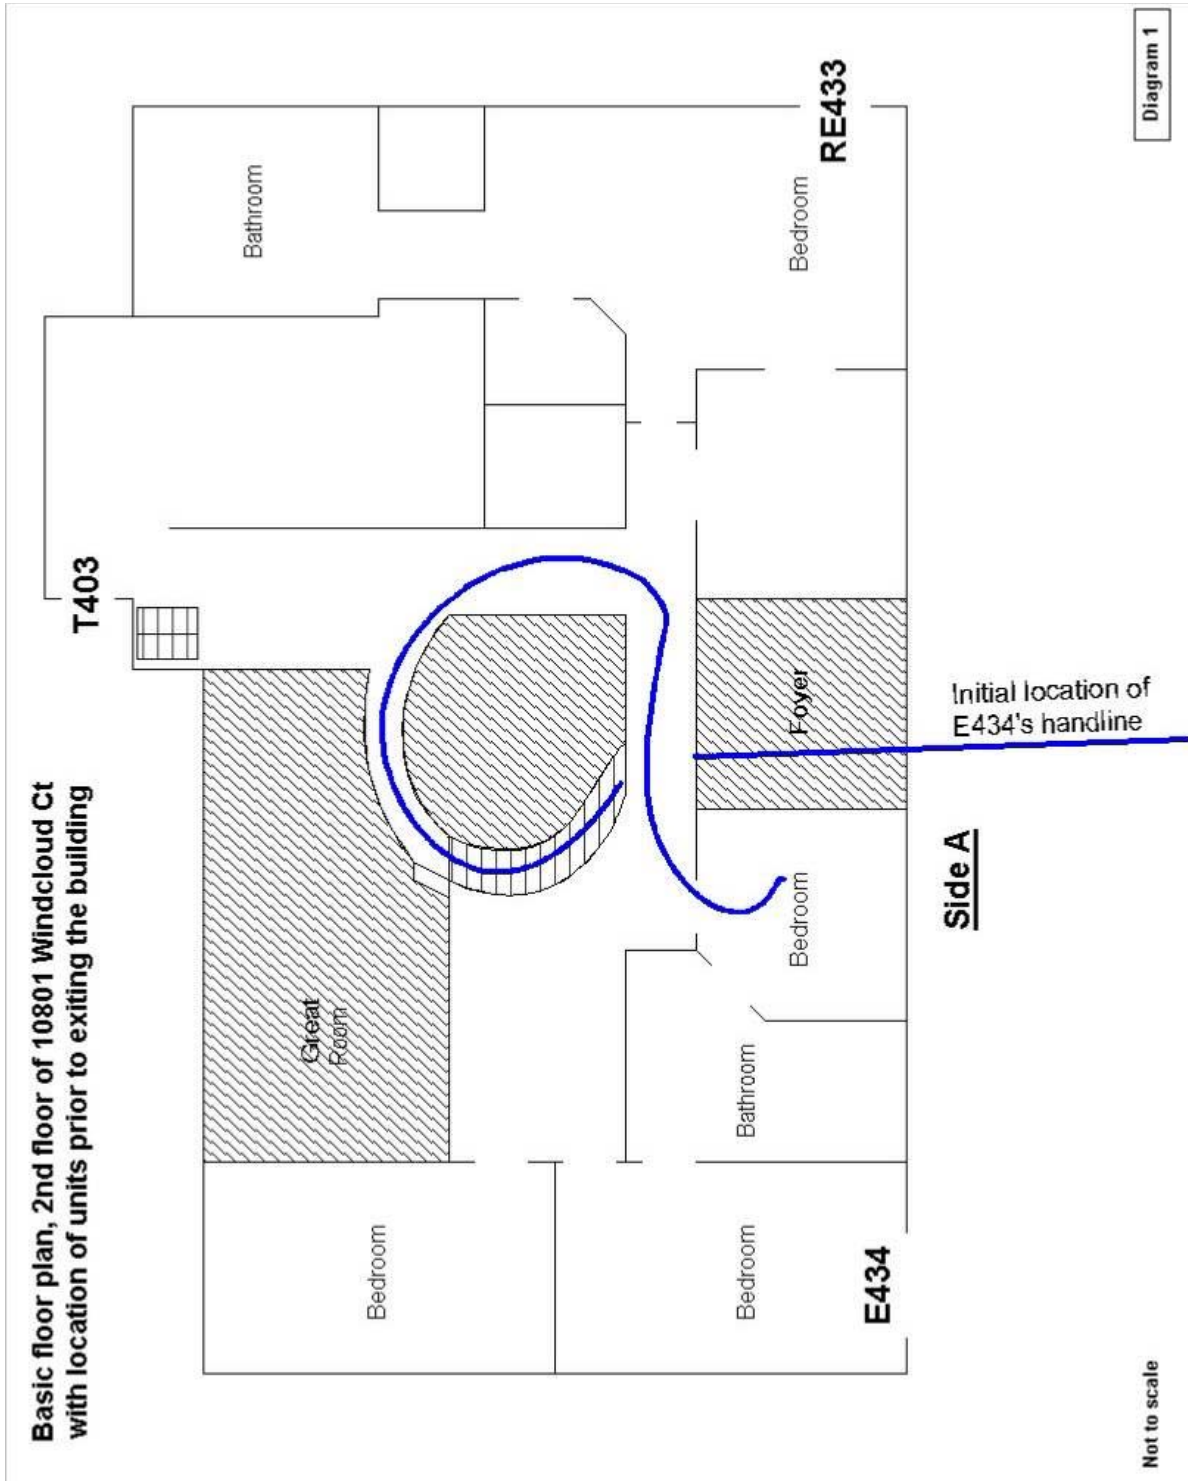 Basic floor plan, 2nd floor of 10801 Windcloud Ct
with location of units prior to exiting the building
T403
Bathroom
Great
Room
Bedroom
Foyer
Bedroom
RE433
Bedroom
Bathroom
Bedroom
E434
Side A
Initial location of
E434's handline
Not to scale
Diagram 1